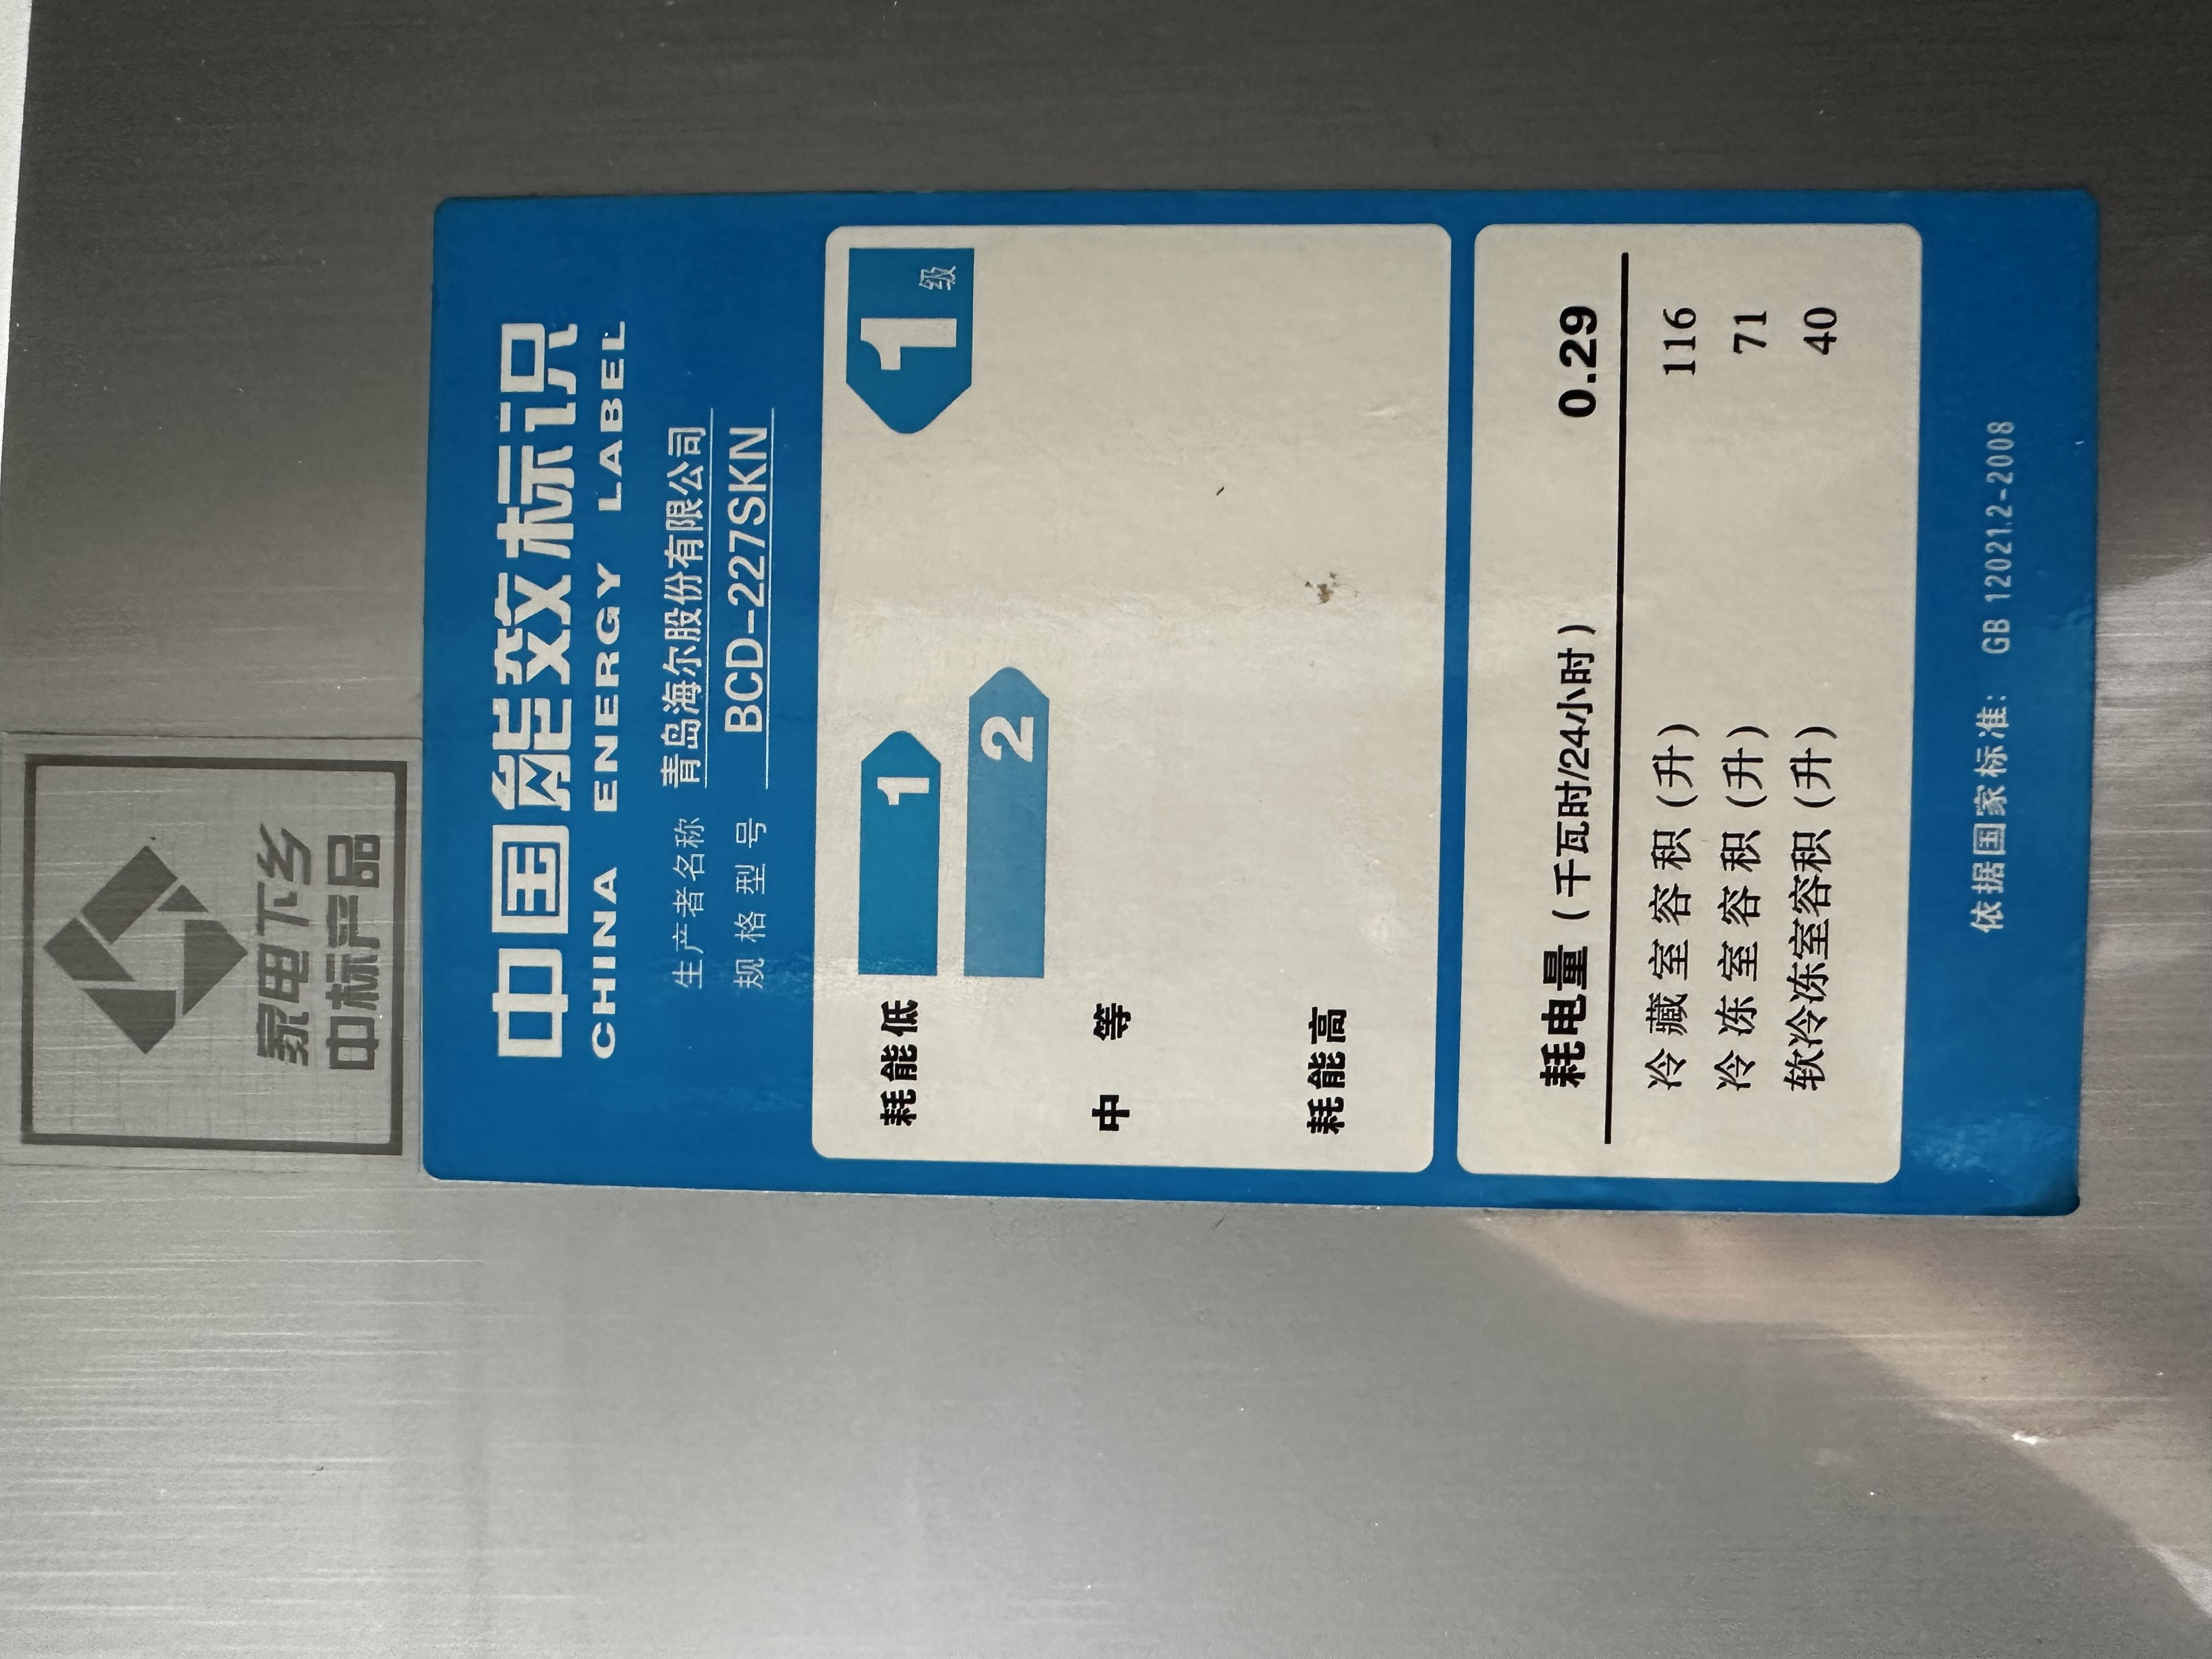 家电下乡
中标产品
中国能效标识
CHINA ENERGY LABEL
生产者名称 青岛海尔股份有限公司
规格型号 BCD-227SKN
耗能低 1 1级
2
中等
耗能高
耗电量（千瓦时/24小时） 0.29
冷藏室容积（升） 116
冷冻室容积（升） 71
软冷冻室容积（升） 40
依据国家标准： GB 12021.2-2008